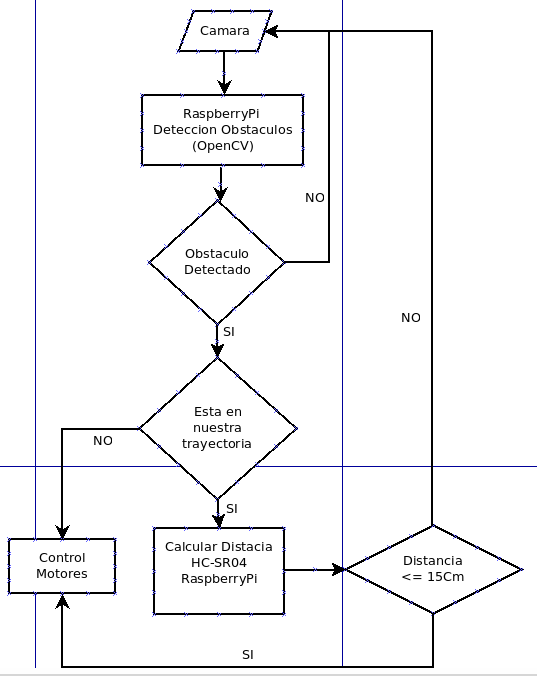 Camara
RaspberryPi
Deteccion Obstaculos
(OpenCV)
NO
Obstaculo
Detectado
SI
NO
Esta en
nuestra
trayectoria
NO
SI
Control
Motores
Calcular Distacia
HC-SR04
RaspberryPi
Distancia
<= 15Cm
SI